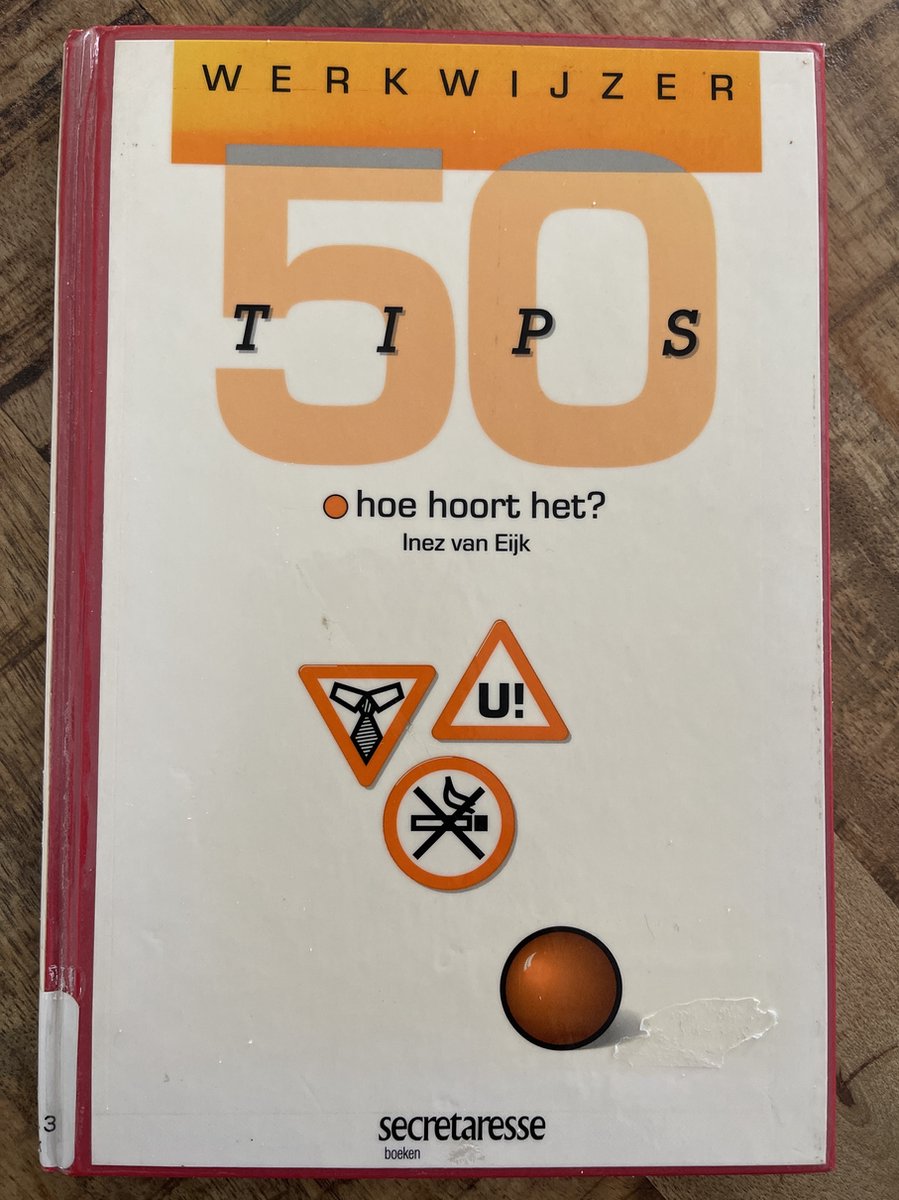 WERKWIJZER
50
TIPS
hoe hoort het?
Inez van Eijk
U!
secretaresse
boeken
3